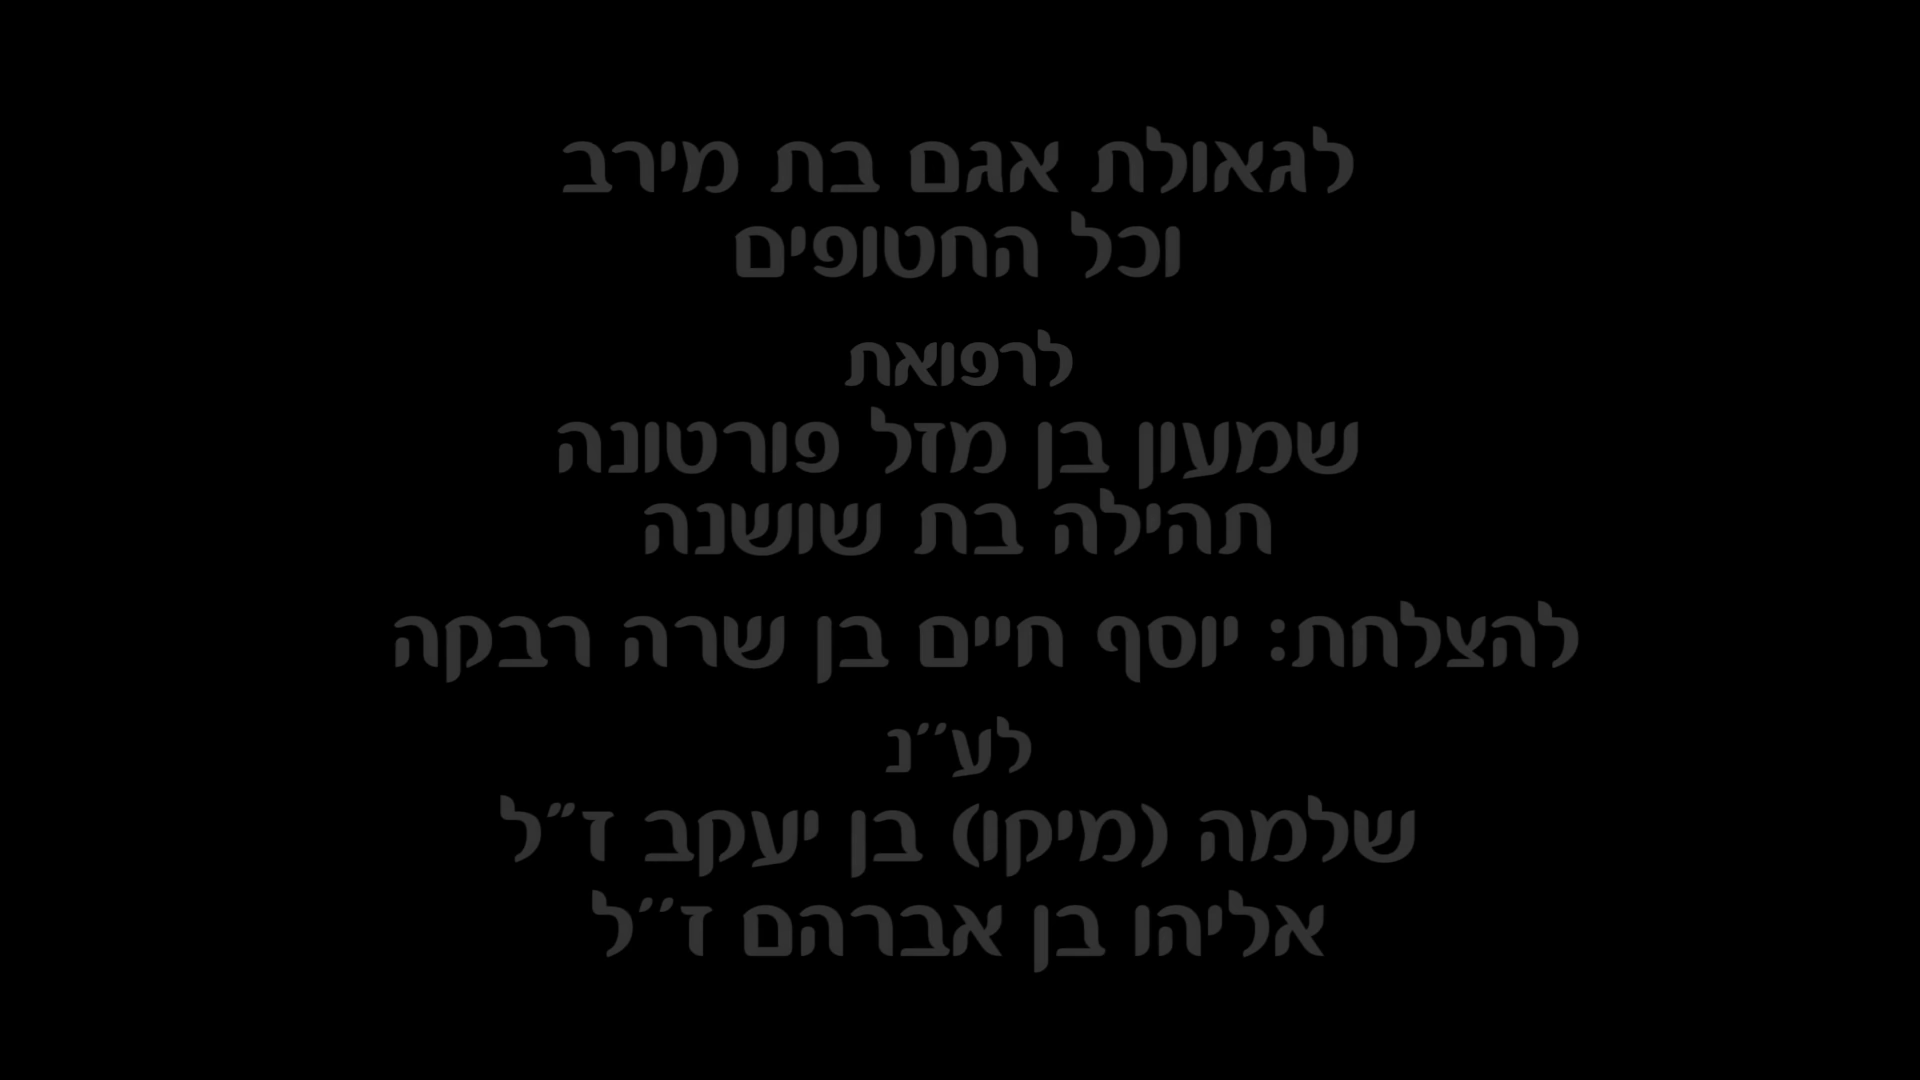 לגאולת אגם בת מירב
וכל החטופים
לרפואת
שמעון בן מזל פורטונה
תהילה בת שושנה
להצלחת: יוסף חיים בן שרה רבקה
לע''נ
שלמה (מיקו) בן יעקב ז"ל
אליהו בן אברהם ז''ל